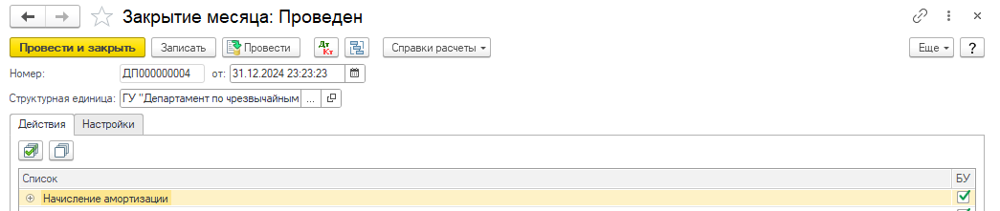 Закрытие месяца: Проведен
Провести и закрыть Записать Провести Дт Кт Справки расчеты Еще ?
Номер: ДП000000004 от: 31.12.2024 23:23:23
Структурная единица: ГУ "Департамент по чрезвычайным ...
Действия Настройки
Список БУ
Начисление амортизации